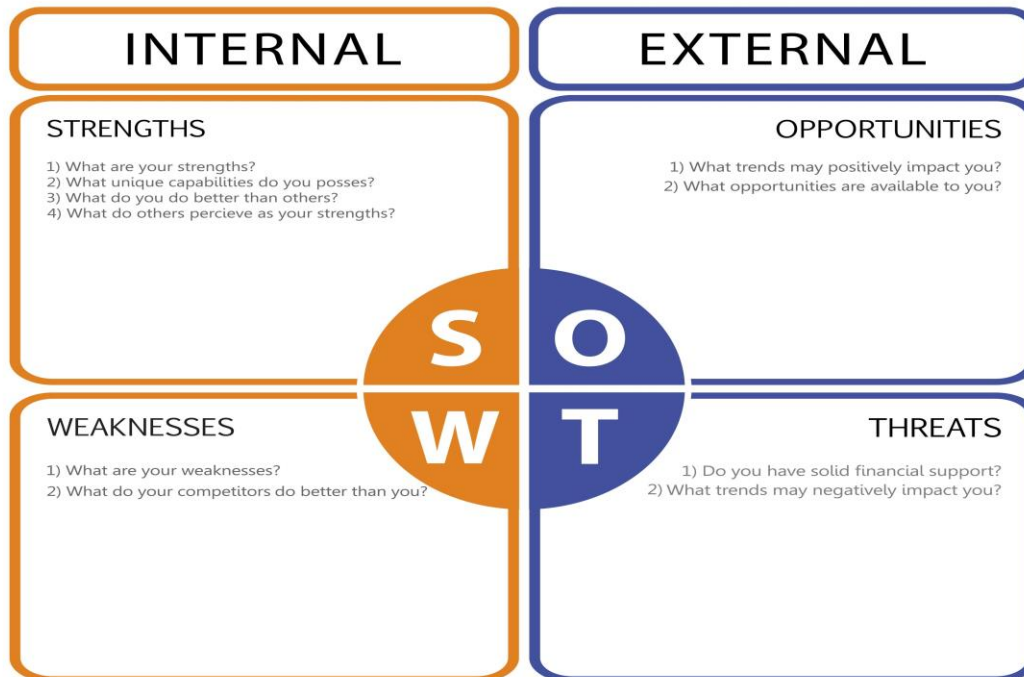 INTERNAL
EXTERNAL
STRENGTHS
1) What are your strengths?
2) What unique capabilities do you posses?
3) What do you do better than others?
4) What do others percieve as your strengths?
OPPORTUNITIES
1) What trends may positively impact you?
2) What opportunities are available to you?
S O
W T
WEAKNESSES
1) What are your weaknesses?
2) What do your competitors do better than you?
THREATS
1) Do you have solid financial support?
2) What trends may negatively impact you?